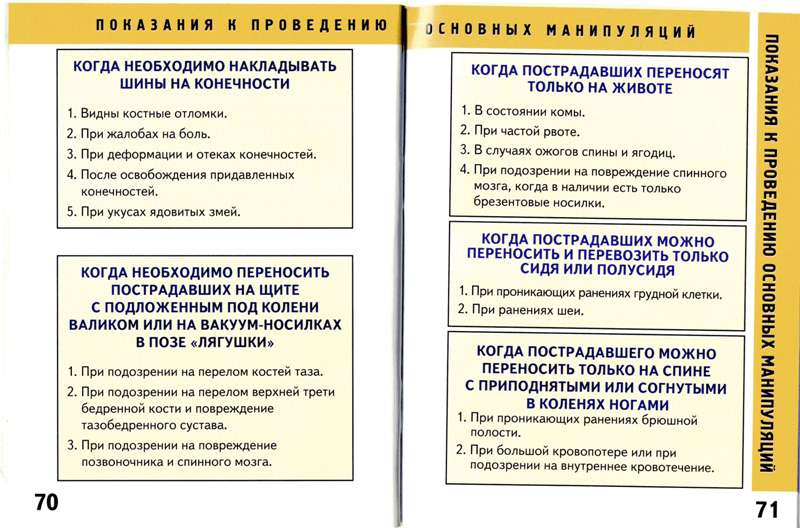 ПОКАЗАНИЯ К ПРОВЕДЕНИЮ
КОГДА НЕОБХОДИМО НАКЛАДЫВАТЬ
ШИНЫ НА КОНЕЧНОСТИ
1. Видны костные отломки.
2. При жалобах на боль.
3. При деформации и отеках конечностей.
4. После освобождения придавленных
конечностей.
5. При укусах ядовитых змей.
КОГДА НЕОБХОДИМО ПЕРЕНОСИТЬ
ПОСТРАДАВШИХ НА ЩИТЕ
С ПОДЛОЖЕННЫМ ПОД КОЛЕНИ
ВАЛИКОМ ИЛИ НА ВАКУУМ-НОСИЛКАХ
В ПОЗЕ «ЛЯГУШКИ»
1. При подозрении на перелом костей таза.
2. При подозрении на перелом верхней трети
бедренной кости и повреждение
тазобедренного сустава.
3. При подозрении на повреждение
позвоночника и спинного мозга.
70
ОСНОВНЫХ МАНИПУЛЯЦИЙ
КОГДА ПОСТРАДАВШИХ ПЕРЕНОСЯТ
ТОЛЬКО НА ЖИВОТЕ
1. В состоянии комы.
2. При частой рвоте.
3. В случаях ожогов спины и ягодиц.
4. При подозрении на повреждение спинного
мозга, когда в наличии есть только
брезентовые носилки.
КОГДА ПОСТРАДАВШИХ МОЖНО
ПЕРЕНОСИТЬ И ПЕРЕВОЗИТЬ ТОЛЬКО
СИДЯ ИЛИ ПОЛУСИДЯ
1. При проникающих ранениях грудной клетки.
2. При ранениях шеи.
КОГДА ПОСТРАДАВШЕГО МОЖНО
ПЕРЕНОСИТЬ ТОЛЬКО НА СПИНЕ
С ПРИПОДНЯТЫМИ ИЛИ СОГНУТЫМИ
В КОЛЕНЯХ НОГАМИ
1. При проникающих ранениях брюшной
полости.
2. При большой кровопотере или при
подозрении на внутреннее кровотечение.
71
ПОКАЗАНИЯ К ПРОВЕДЕНИЮ ОСНОВНЫХ МАНИПУЛЯЦИЙ